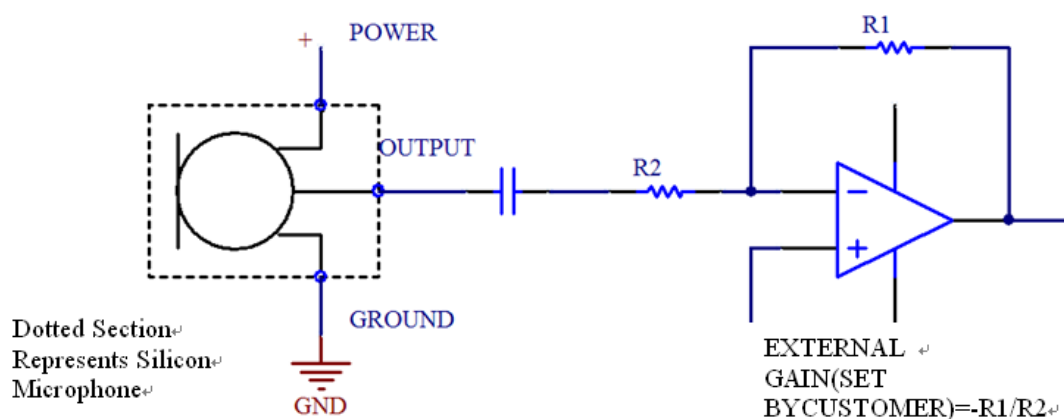 + POWER
R1
OUTPUT
R2
−
+
GROUND
Dotted Section
Represents Silicon
Microphone
GND
EXTERNAL
GAIN(SET
BYCUSTOMER)=-R1/R2